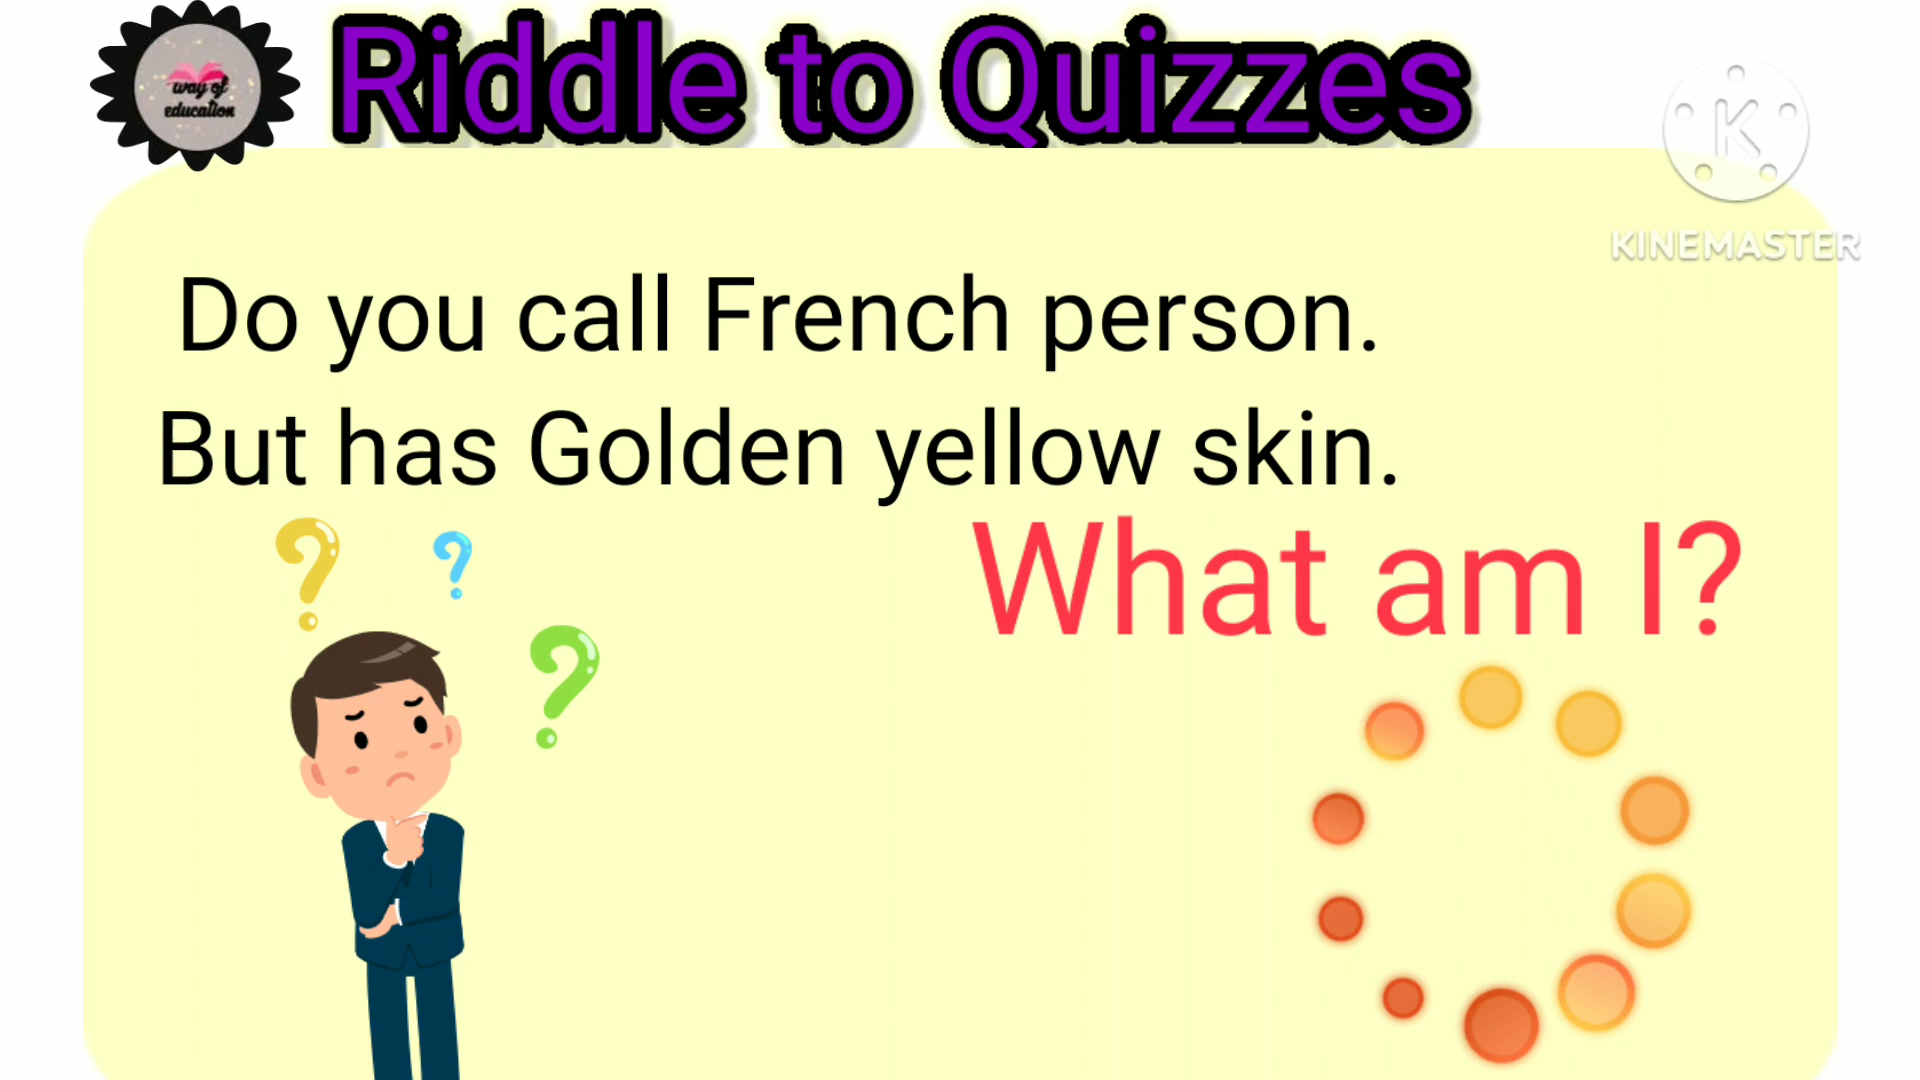 way of
education
Riddle to Quizzes
K
KINEMASTER
Do you call French person.
But has Golden yellow skin.
What am I?